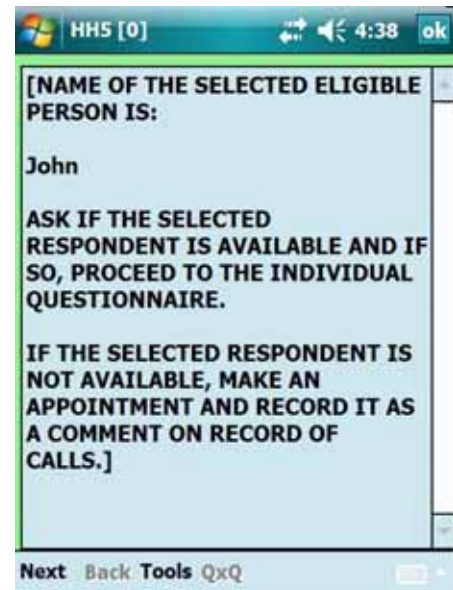 HH5 [0] 4:38 ok
[NAME OF THE SELECTED ELIGIBLE
PERSON IS:
John
ASK IF THE SELECTED
RESPONDENT IS AVAILABLE AND IF
SO, PROCEED TO THE INDIVIDUAL
QUESTIONNAIRE.
IF THE SELECTED RESPONDENT IS
NOT AVAILABLE, MAKE AN
APPOINTMENT AND RECORD IT AS
A COMMENT ON RECORD OF
CALLS.]
Next Back Tools QxQ